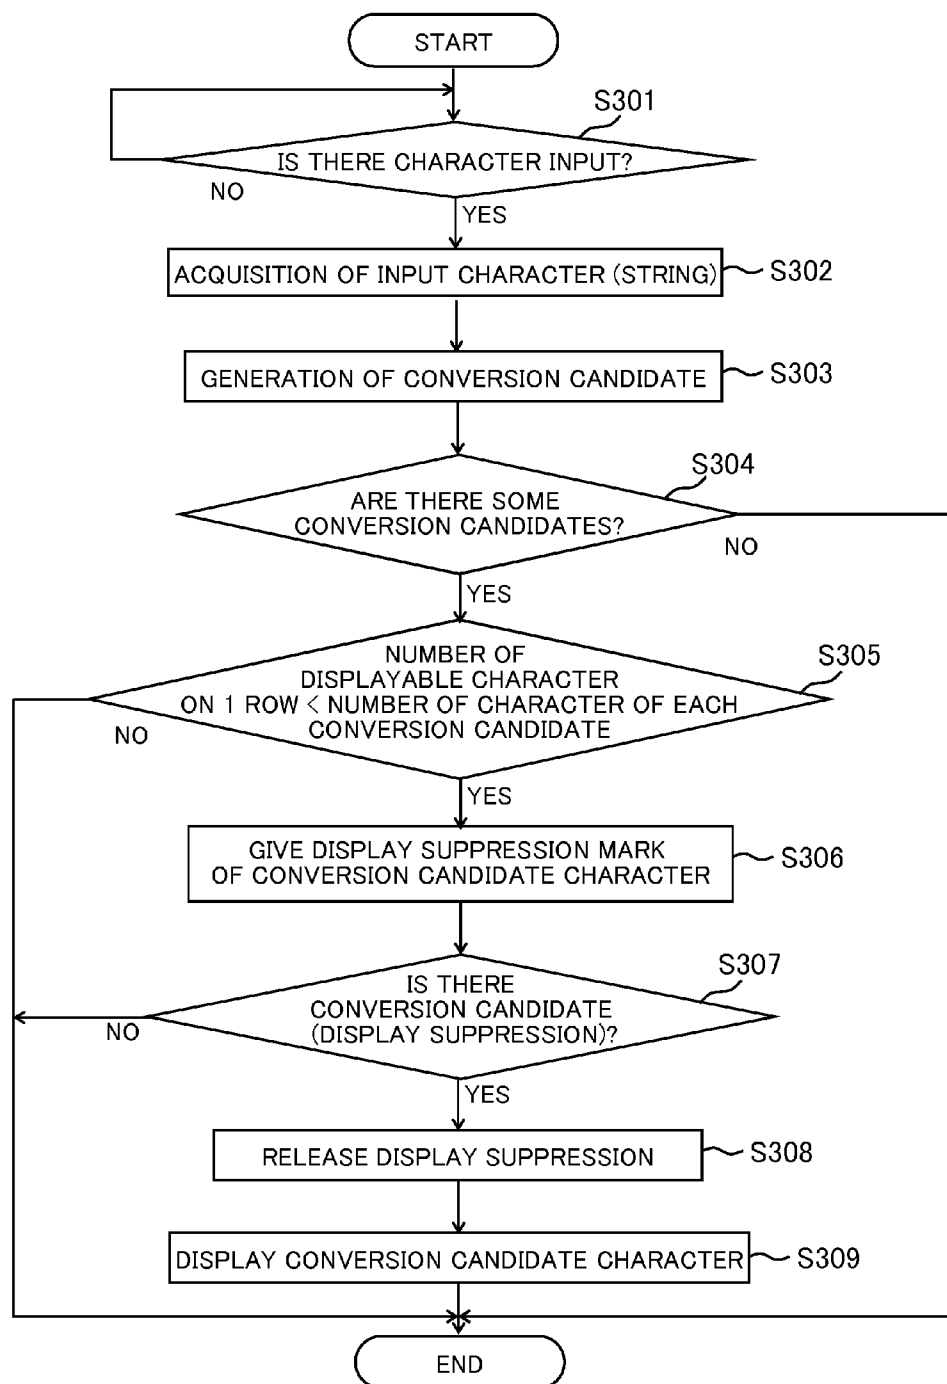 START
S301
IS THERE CHARACTER INPUT?
NO
YES
ACQUISITION OF INPUT CHARACTER (STRING)
S302
GENERATION OF CONVERSION CANDIDATE
S303
S304
ARE THERE SOME
CONVERSION CANDIDATES?
NO
YES
NUMBER OF
DISPLAYABLE CHARACTER
ON 1 ROW < NUMBER OF CHARACTER OF EACH
CONVERSION CANDIDATE
S305
NO
YES
GIVE DISPLAY SUPPRESSION MARK
OF CONVERSION CANDIDATE CHARACTER
S306
S307
IS THERE
CONVERSION CANDIDATE
(DISPLAY SUPPRESSION)?
NO
YES
RELEASE DISPLAY SUPPRESSION
S308
DISPLAY CONVERSION CANDIDATE CHARACTER
S309
END